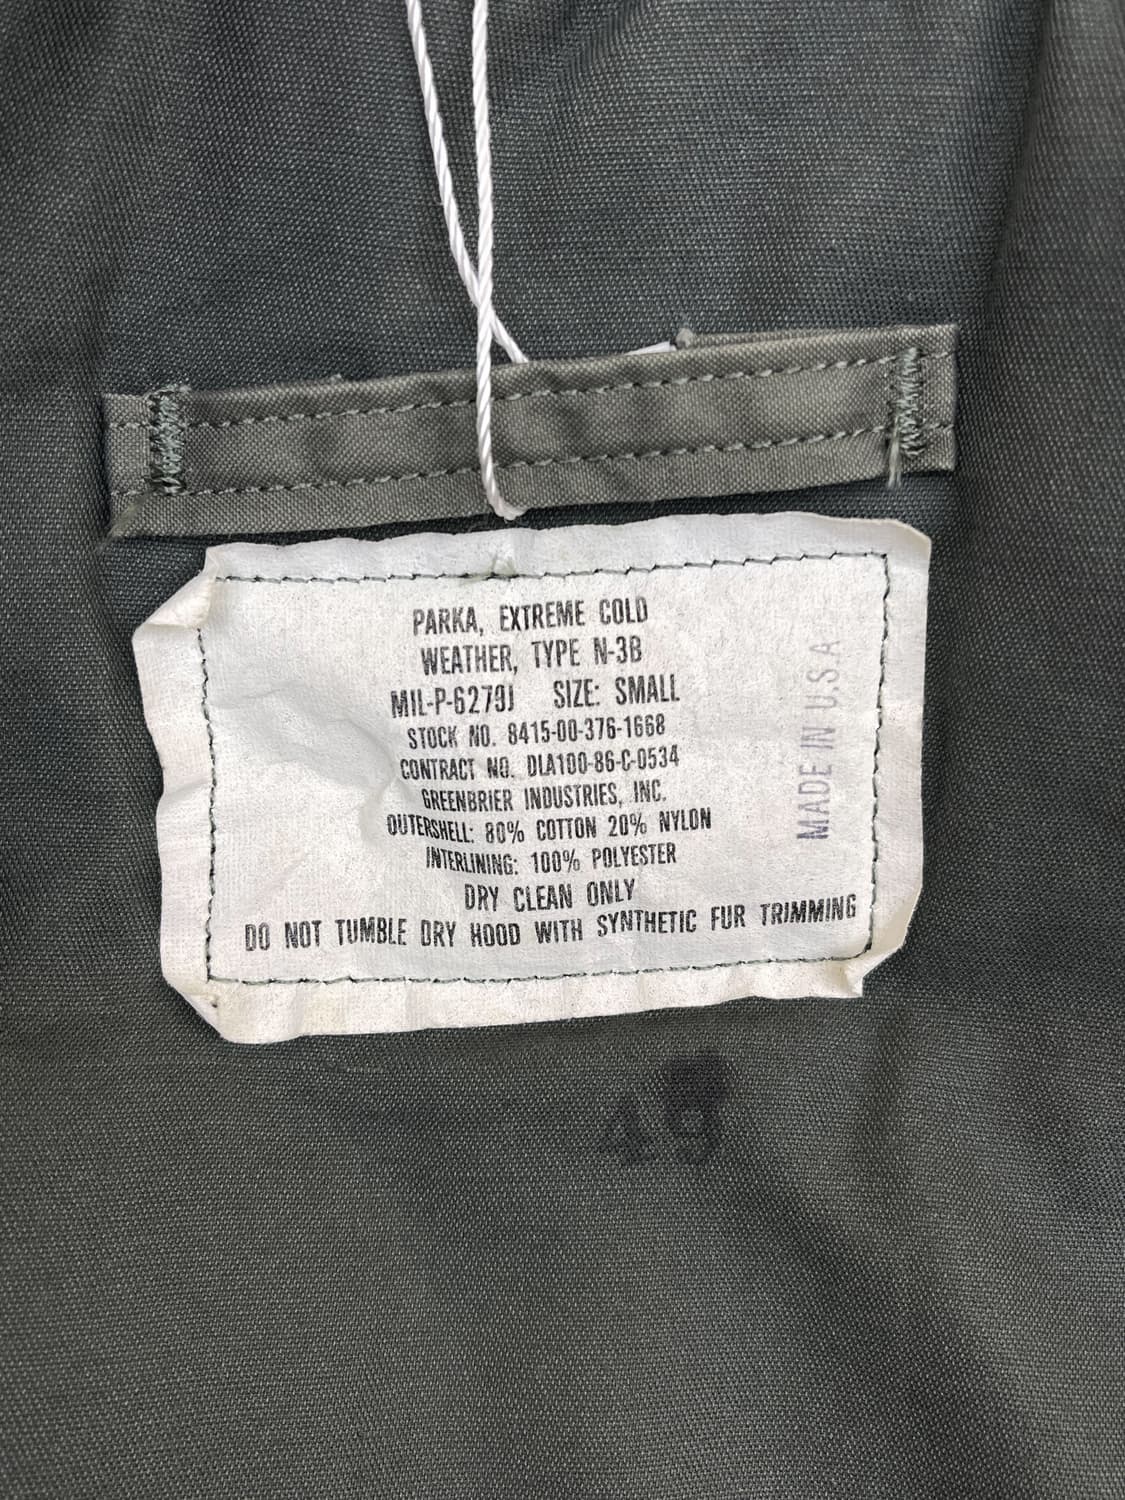 PARKA, EXTREME COLD
WEATHER, TYPE N-3B
MIL-P-6279J SIZE: SMALL
STOCK NO. 8415-00-376-1668
CONTRACT NO. DLA100-86-C-0534
GREENBRIER INDUSTRIES, INC.
OUTERSHELL: 80% COTTON 20% NYLON
INTERLINING: 100% POLYESTER
DRY CLEAN ONLY
DO NOT TUMBLE DRY HOOD WITH SYNTHETIC FUR TRIMMING
MADE IN U.S.A
49